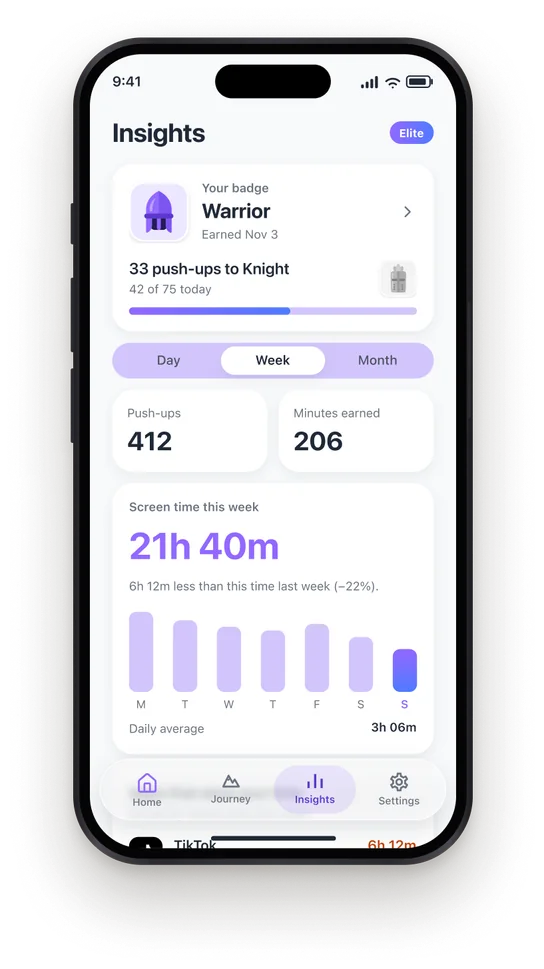 9:41
Insights
Elite
Your badge
Warrior
Earned Nov 3
33 push-ups to Knight
42 of 75 today
Day Week Month
Push-ups
412
Minutes earned
206
Screen time this week
21h 40m
6h 12m less than this time last week (−22%).
M T W T F S S
Daily average 3h 06m
Home Journey Insights Settings
TikTok 6h 12m